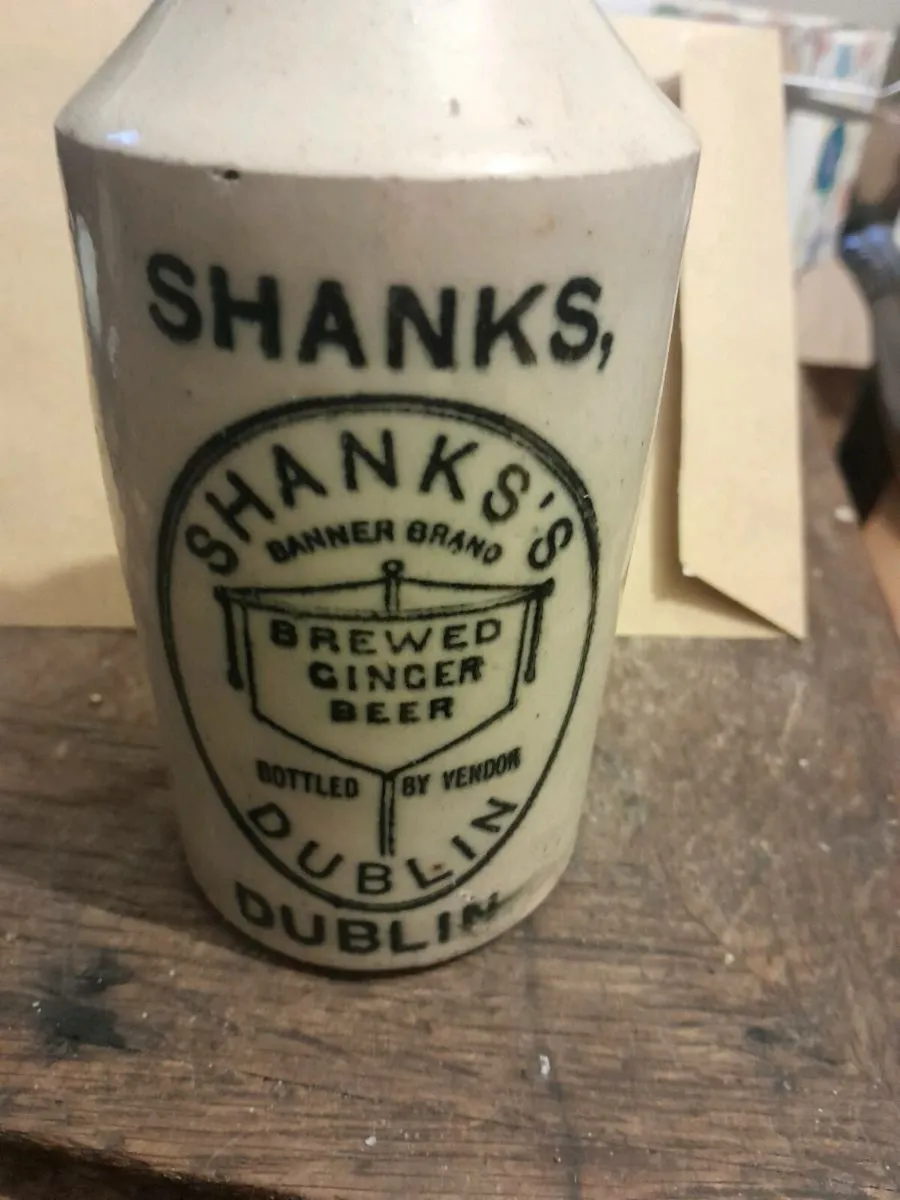 SHANKS,
SHANKS'S
BANNER BRAND
BREWED
GINGER
BEER
BOTTLED BY VENDOR
DUBLIN
DUBLIN